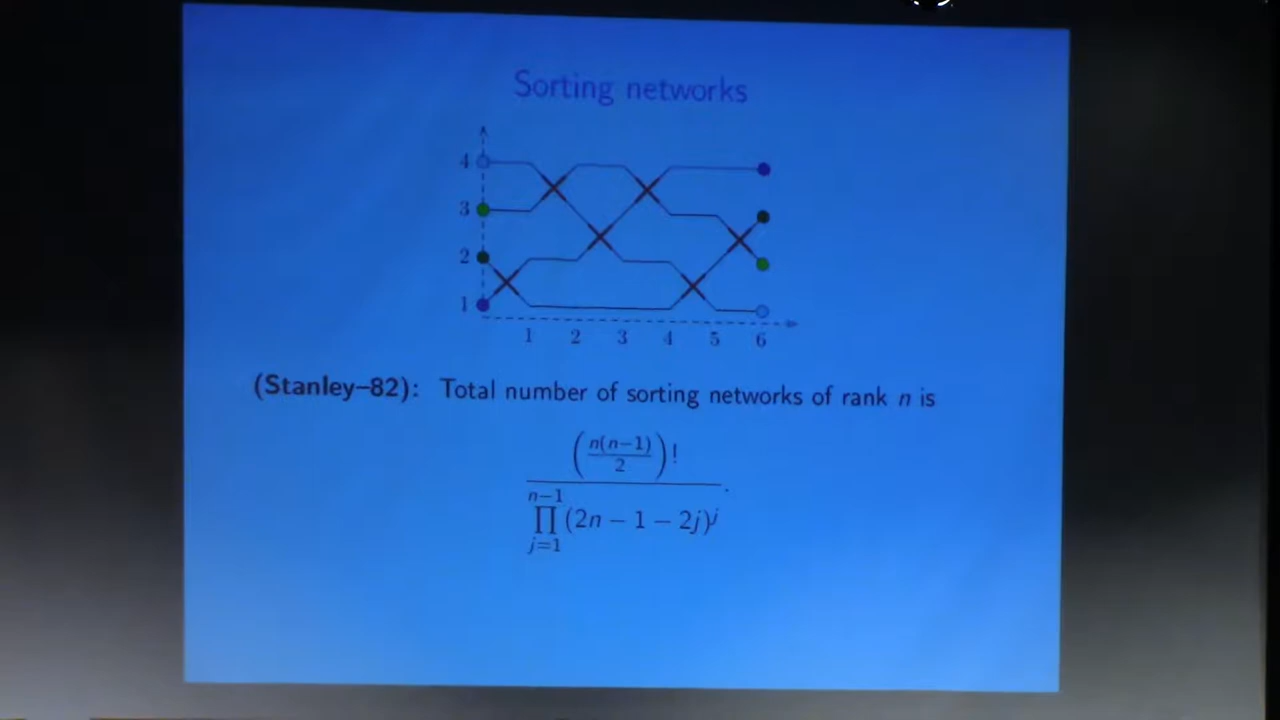 Sorting networks
4
3
2
1
1 2 3 4 5 6
(Stanley–82): Total number of sorting networks of rank n is
(n(n−1)/2)!
n−1
∏ (2n − 1 − 2j)^j
j=1
.